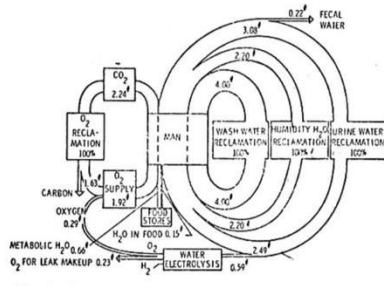 0.22#
FECAL
WATER
3.08#
2.20
4.00#
CO2
2.24#
O2
RECLA-
MATION
100%
MAN
WASH WATER
RECLAMATION
100%
HUMIDITY H2O
RECLAMATION
100%
URINE WATER
RECLAMATION
100%
1.63#
O2
SUPPLY
1.92#
CARBON
OXYGEN
0.29#
FOOD
STORES
4.00#
H2O IN FOOD 0.15#
2.20
METABOLIC H2O 0.66#
O2
2.49#
O2 FOR LEAK MAKEUP 0.23#
H2
WATER
ELECTROLYSIS
0.59#